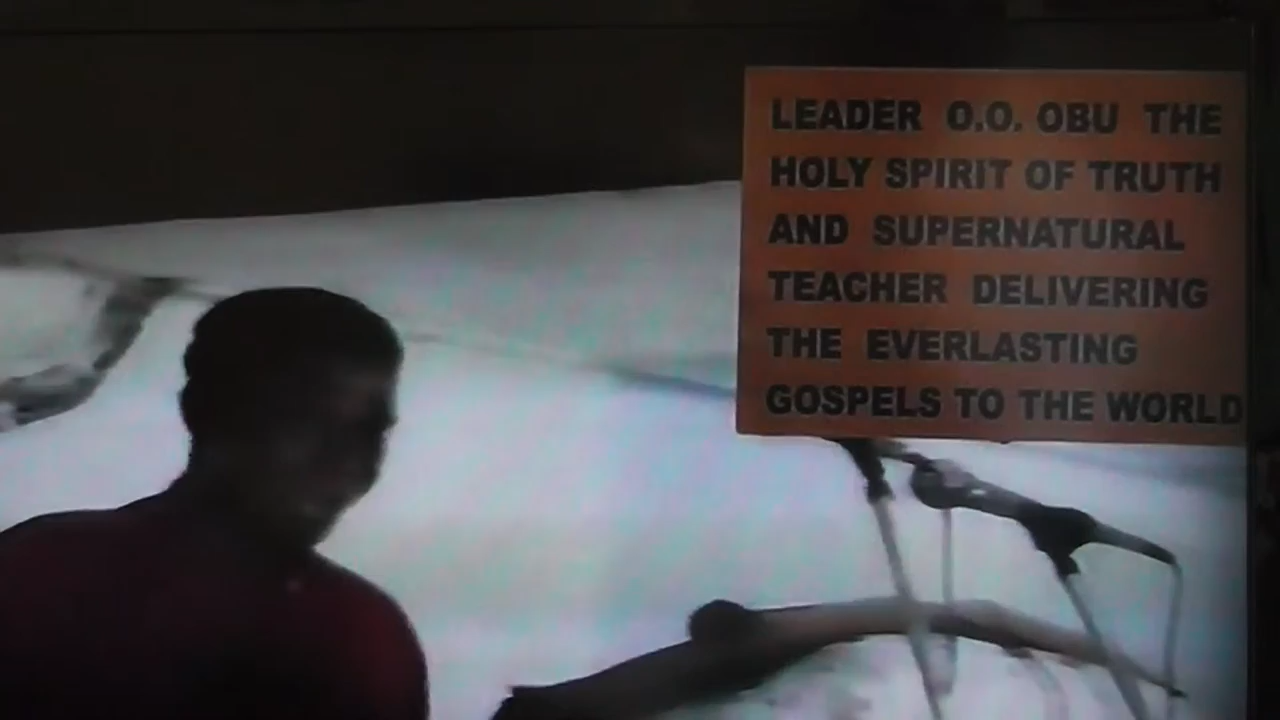 LEADER O.O. OBU THE
HOLY SPIRIT OF TRUTH
AND SUPERNATURAL
TEACHER DELIVERING
THE EVERLASTING
GOSPELS TO THE WORLD